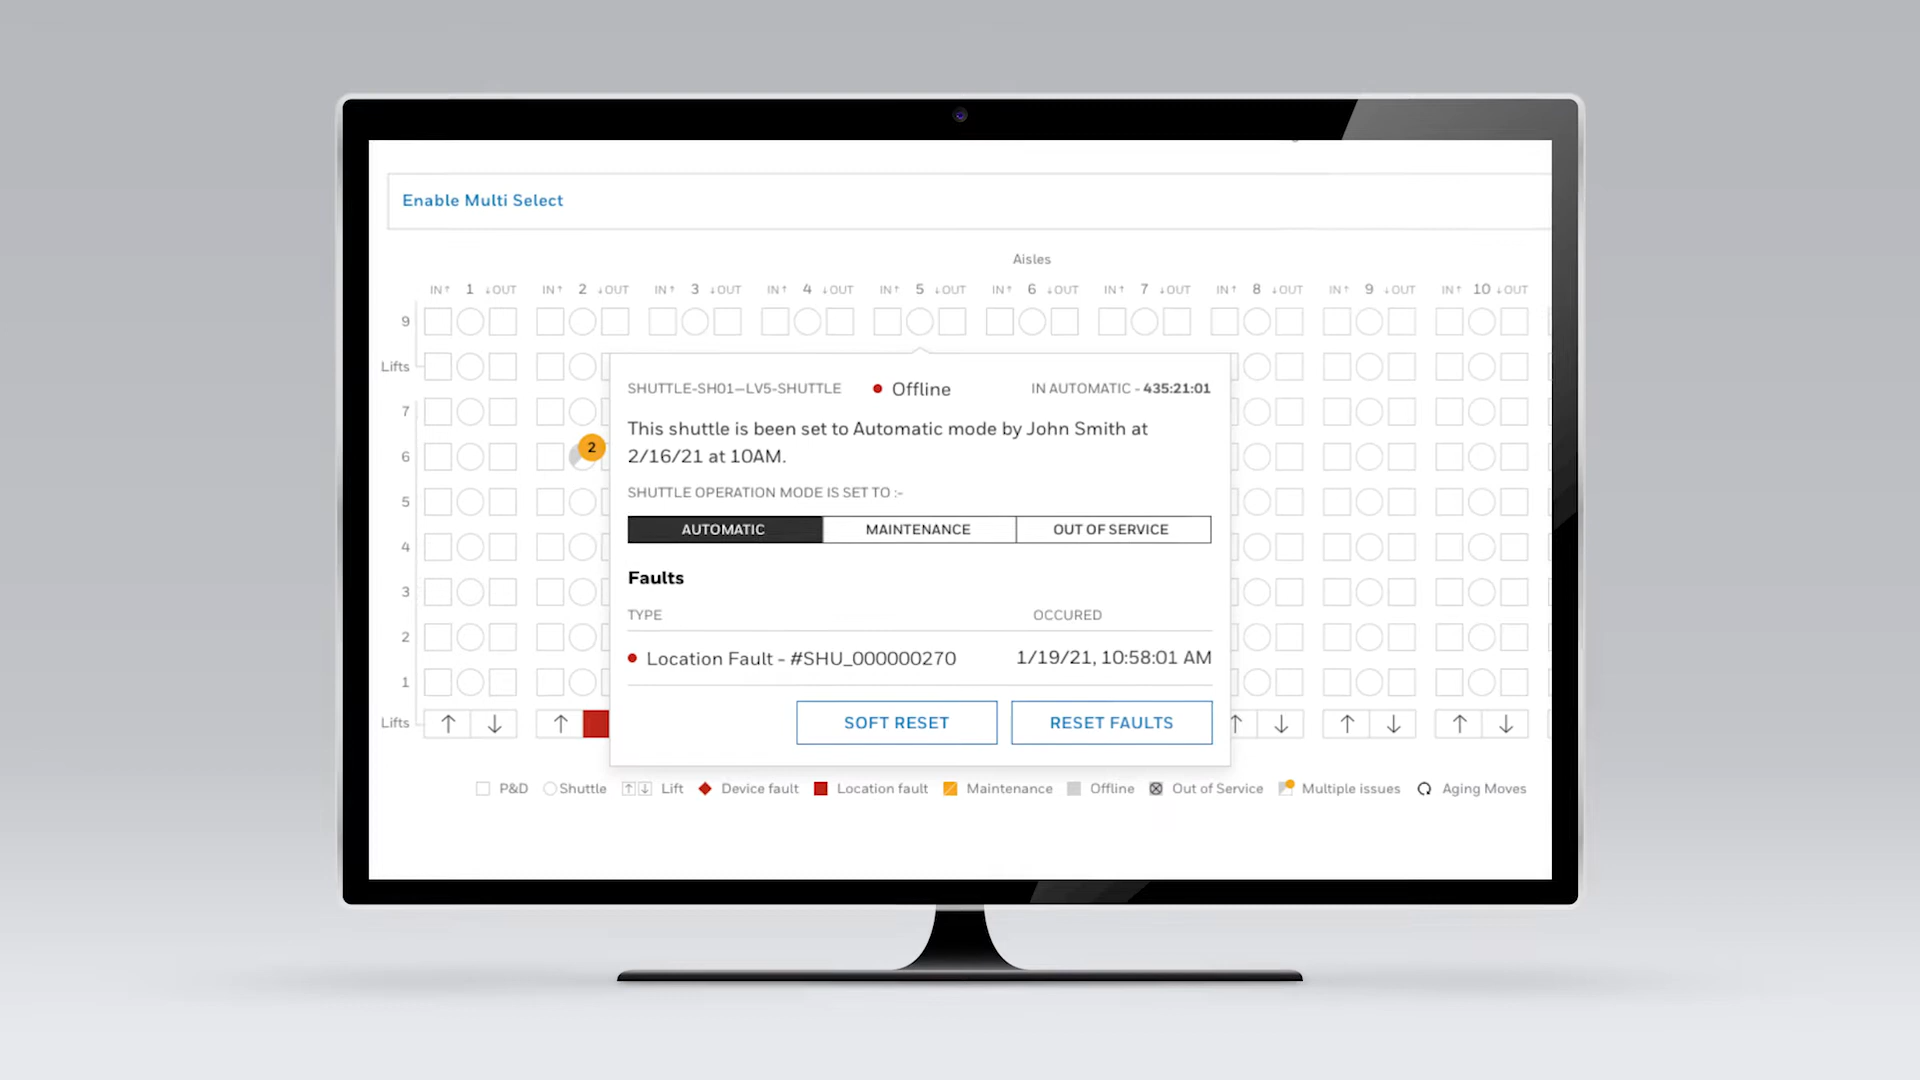 Enable Multi Select
Aisles
IN↑ 1 ↓OUT IN↑ 2 ↓OUT IN↑ 3 ↓OUT IN↑ 4 ↓OUT IN↑ 5 ↓OUT IN↑ 6 ↓OUT IN↑ 7 ↓OUT IN↑ 8 ↓OUT IN↑ 9 ↓OUT IN↑ 10 ↓OUT
9
Lifts
7
6 2
5
4
3
2
1
Lifts ↑ ↓ ↑ ↑ ↓ ↑ ↓ ↑ ↓
SHUTTLE-SH01–LV5-SHUTTLE Offline IN AUTOMATIC - 435:21:01
This shuttle is been set to Automatic mode by John Smith at
2/16/21 at 10AM.
SHUTTLE OPERATION MODE IS SET TO :-
AUTOMATIC MAINTENANCE OUT OF SERVICE
Faults
TYPE OCCURED
Location Fault - #SHU_000000270 1/19/21, 10:58:01 AM
SOFT RESET RESET FAULTS
P&D Shuttle ↑ ↓ Lift Device fault Location fault Maintenance Offline Out of Service Multiple issues Aging Moves